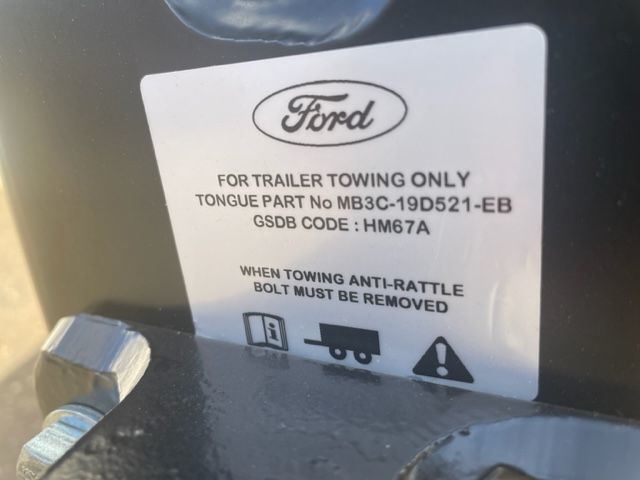 Ford
FOR TRAILER TOWING ONLY
TONGUE PART No MB3C-19D521-EB
GSDB CODE : HM67A
WHEN TOWING ANTI-RATTLE
BOLT MUST BE REMOVED